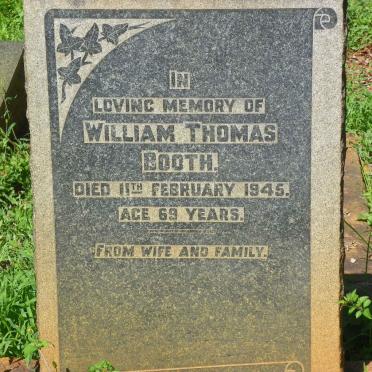 IN
LOVING MEMORY OF
WILLIAM THOMAS
BOOTH.
DIED 11TH FEBRUARY 1945.
AGE 69 YEARS.
FROM WIFE AND FAMILY.